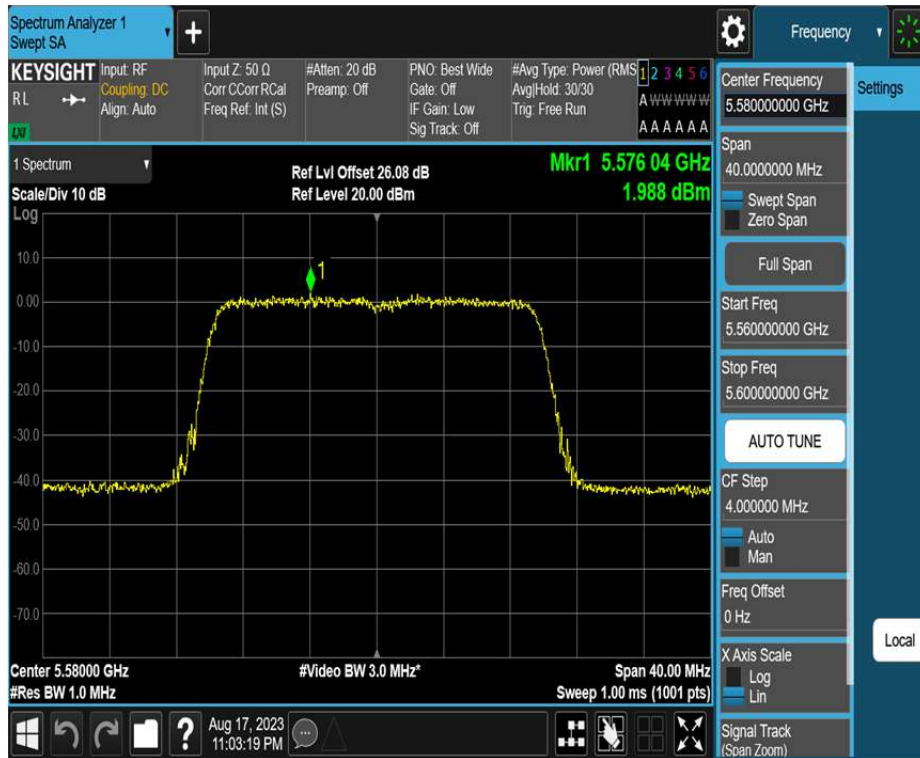 Spectrum Analyzer 1
Swept SA
+
Frequency
KEYSIGHT
R L
LXI
Input: RF
Coupling: DC
Align: Auto
Input Z: 50 Ω
Corr CCorr RCal
Freq Ref: Int (S)
#Atten: 20 dB
Preamp: Off
PNO: Best Wide
Gate: Off
IF Gain: Low
Sig Track: Off
#Avg Type: Power (RMS
Avg|Hold: 30/30
Trig: Free Run
1 2 3 4 5 6
A W W W W W
A A A A A A
1 Spectrum
Scale/Div 10 dB
Log
Ref Lvl Offset 26.08 dB
Ref Level 20.00 dBm
Mkr1 5.576 04 GHz
1.988 dBm
1
10.0
0.00
-10.0
-20.0
-30.0
-40.0
-50.0
-60.0
-70.0
Center 5.58000 GHz
#Res BW 1.0 MHz
#Video BW 3.0 MHz*
Span 40.00 MHz
Sweep 1.00 ms (1001 pts)
?
Aug 17, 2023
11:03:19 PM
Center Frequency
5.580000000 GHz
Span
40.0000000 MHz
Swept Span
Zero Span
Full Span
Start Freq
5.560000000 GHz
Stop Freq
5.600000000 GHz
AUTO TUNE
CF Step
4.000000 MHz
Auto
Man
Freq Offset
0 Hz
X Axis Scale
Log
Lin
Signal Track
(Span Zoom)
Settings
Local